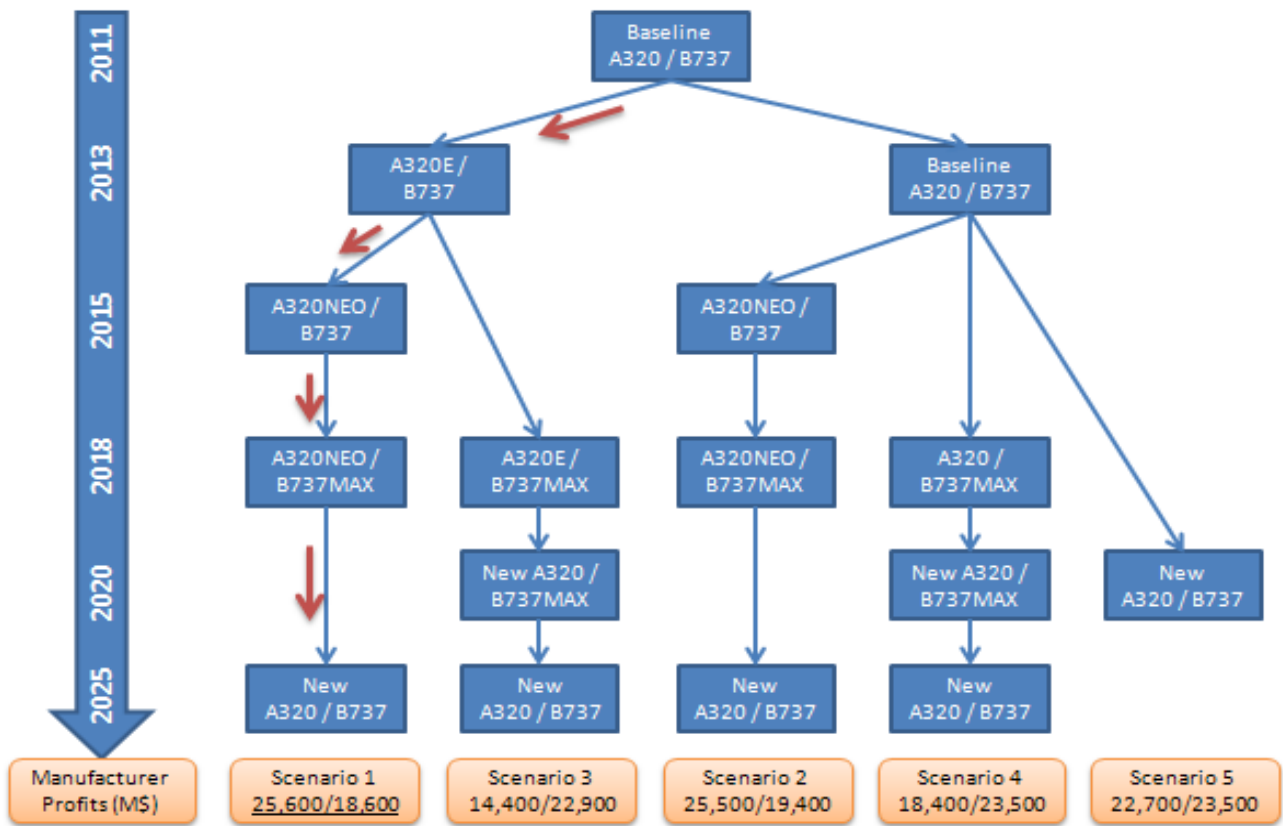 2011
Baseline
A320 / B737
2013
A320E /
B737
Baseline
A320 / B737
2015
A320NEO /
B737
A320NEO /
B737
2018
A320NEO /
B737MAX
A320E /
B737MAX
A320NEO /
B737MAX
A320 /
B737MAX
2020
New A320 /
B737MAX
New A320 /
B737MAX
New
A320 / B737
2025
New
A320 / B737
New
A320 / B737
New
A320 / B737
New
A320 / B737
Manufacturer
Profits (M$)
Scenario 1
25,600/18,600
Scenario 3
14,400/22,900
Scenario 2
25,500/19,400
Scenario 4
18,400/23,500
Scenario 5
22,700/23,500